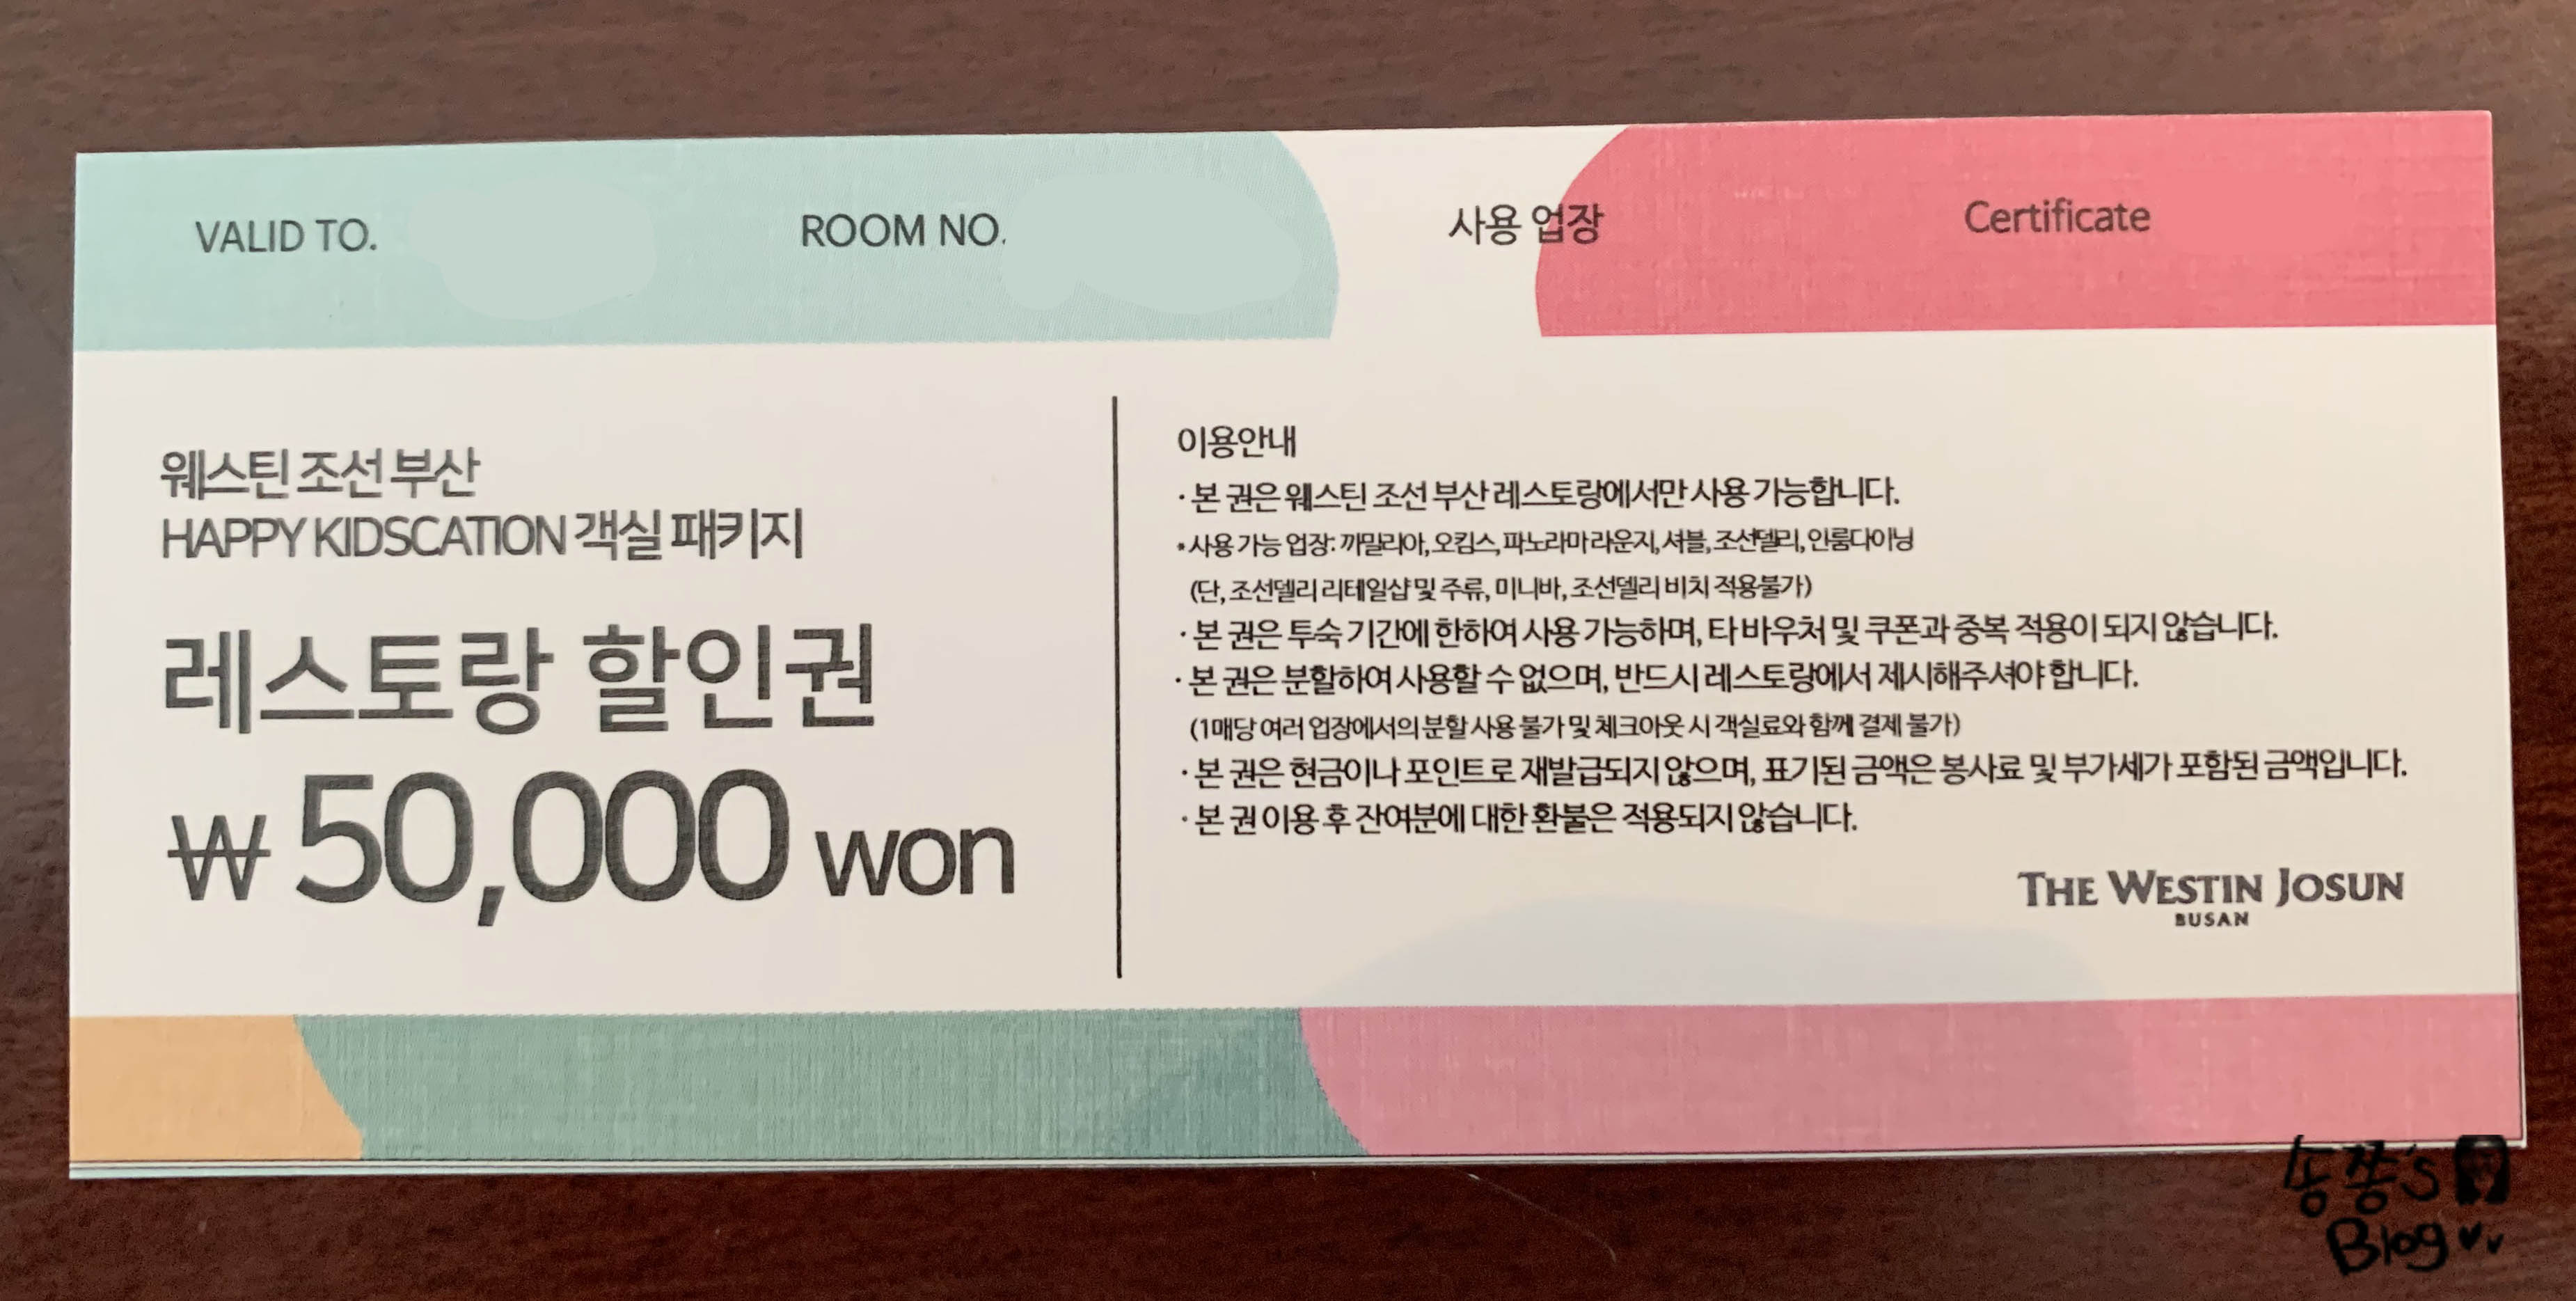 VALID TO.
ROOM NO.
사용 업장
Certificate
웨스틴 조선 부산
HAPPY KIDSCATION 객실 패키지
레스토랑 할인권
₩ 50,000 won
이용안내
· 본 권은 웨스틴 조선 부산 레스토랑에서만 사용 가능합니다.
* 사용 가능 업장: 까밀리아, 오킴스, 파노라마 라운지, 셔블, 조선델리, 인룸다이닝
(단, 조선델리 리테일샵 및 주류, 미니바, 조선델리 비치 적용불가)
· 본 권은 투숙 기간에 한하여 사용 가능하며, 타 바우처 및 쿠폰과 중복 적용이 되지 않습니다.
· 본 권은 분할하여 사용할 수 없으며, 반드시 레스토랑에서 제시해주셔야 합니다.
(1매당 여러 업장에서의 분할 사용 불가 및 체크아웃 시 객실료와 함께 결제 불가)
· 본 권은 현금이나 포인트로 재발급되지 않으며, 표기된 금액은 봉사료 및 부가세가 포함된 금액입니다.
· 본 권 이용 후 잔여분에 대한 환불은 적용되지 않습니다.
THE WESTIN JOSUN
BUSAN
쏭쫑's
Blog